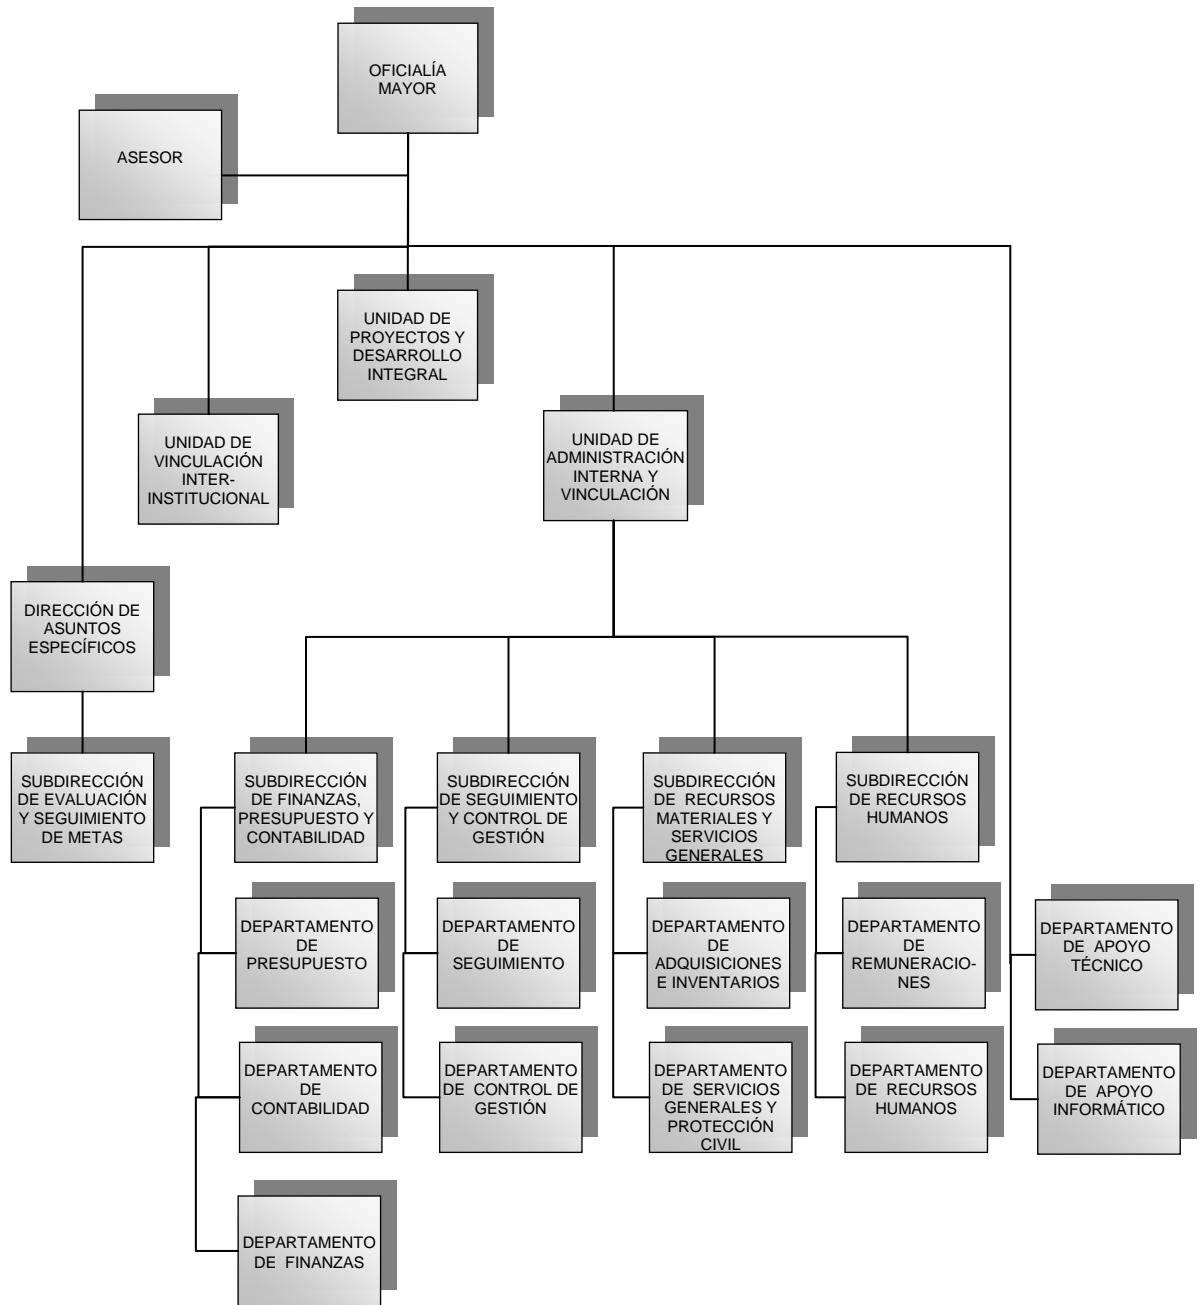 OFICIALÍA
MAYOR
ASESOR
UNIDAD DE
PROYECTOS Y
DESARROLLO
INTEGRAL
UNIDAD DE
VINCULACIÓN
INTER-
INSTITUCIONAL
UNIDAD DE
ADMINISTRACIÓN
INTERNA Y
VINCULACIÓN
DIRECCIÓN DE
ASUNTOS
ESPECÍFICOS
SUBDIRECCIÓN
DE EVALUACIÓN
Y SEGUIMIENTO
DE METAS
SUBDIRECCIÓN
DE FINANZAS,
PRESUPUESTO Y
CONTABILIDAD
SUBDIRECCIÓN
DE SEGUIMIENTO
Y CONTROL DE
GESTIÓN
SUBDIRECCIÓN
DE RECURSOS
MATERIALES Y
SERVICIOS
GENERALES
SUBDIRECCIÓN
DE RECURSOS
HUMANOS
DEPARTAMENTO
DE
PRESUPUESTO
DEPARTAMENTO
DE
SEGUIMIENTO
DEPARTAMENTO
DE
ADQUISICIONES
E INVENTARIOS
DEPARTAMENTO
DE
REMUNERACIO-
NES
DEPARTAMENTO
DE APOYO
TÉCNICO
DEPARTAMENTO
DE
CONTABILIDAD
DEPARTAMENTO
DE CONTROL DE
GESTIÓN
DEPARTAMENTO
DE SERVICIOS
GENERALES Y
PROTECCIÓN
CIVIL
DEPARTAMENTO
DE RECURSOS
HUMANOS
DEPARTAMENTO
DE APOYO
INFORMÁTICO
DEPARTAMENTO
DE FINANZAS